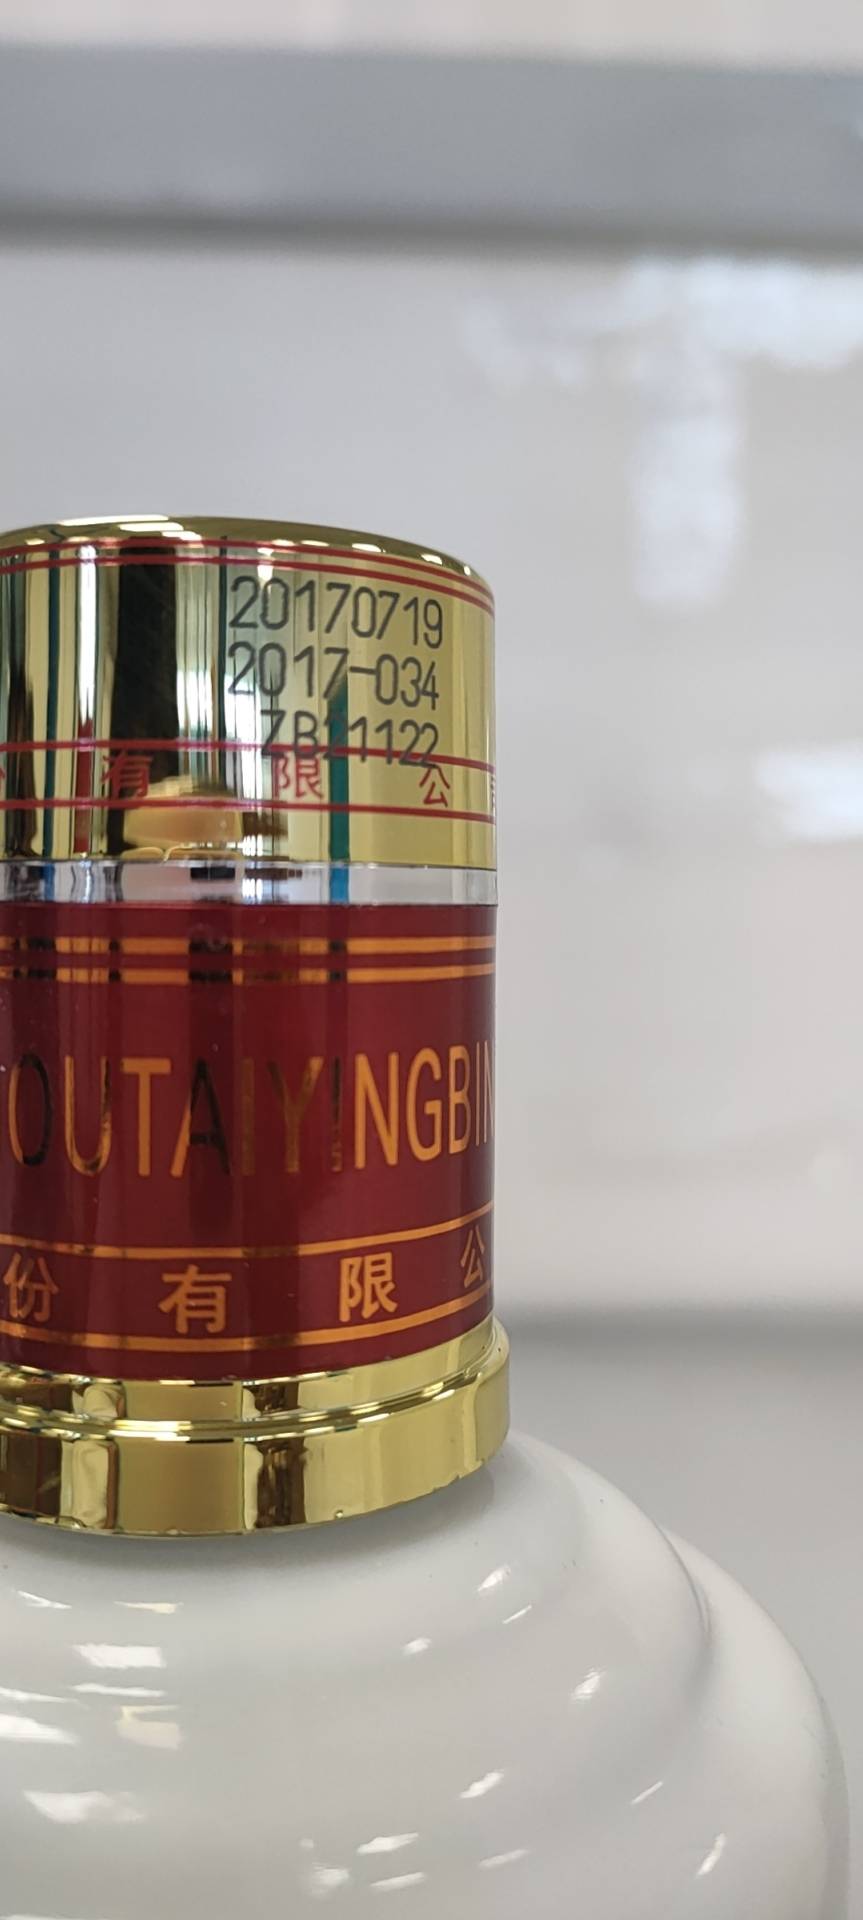 20170719
2017-034
ZB21122
有 限 公
OUTAIYINGBIN
份 有 限 公